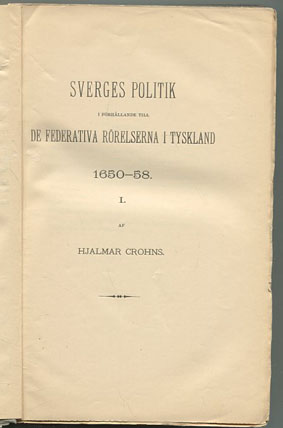 SVERGES POLITIK
I FÖRHÅLLANDE TILL
DE FEDERATIVA RÖRELSERNA I TYSKLAND
1650–58.
I.
AF
HJALMAR CROHNS.